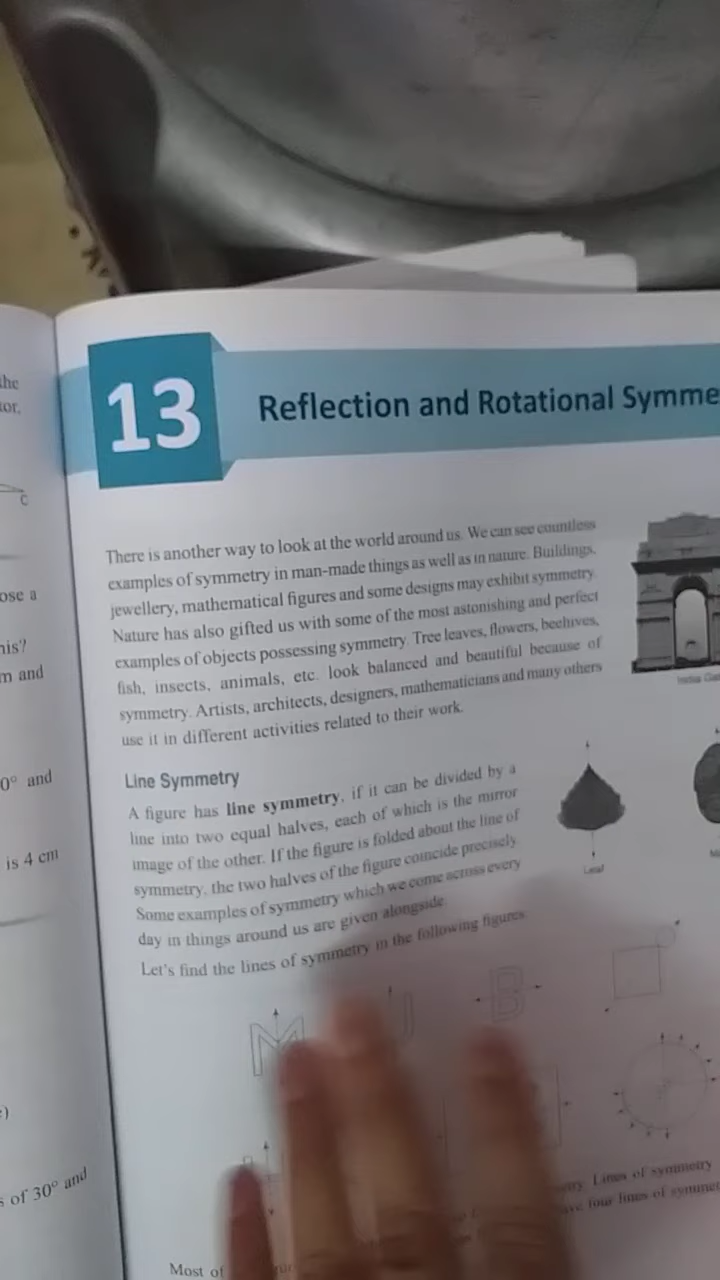 he
tor.
C
ose a
his?
m and
0° and
is 4 cm
s of 30° and
13
Reflection and Rotational Symme
There is another way to look at the world around us. We can see countless
examples of symmetry in man-made things as well as in nature. Buildings,
jewellery, mathematical figures and some designs may exhibit symmetry.
Nature has also gifted us with some of the most astonishing and perfect
examples of objects possessing symmetry. Tree leaves, flowers, beehives,
fish, insects, animals, etc. look balanced and beautiful because of
symmetry. Artists, architects, designers, mathematicians and many others
use it in different activities related to their work.
India Ga
Line Symmetry
A figure has line symmetry, if it can be divided by a
line into two equal halves, each of which is the mirror
image of the other. If the figure is folded about the line of
symmetry, the two halves of the figure coincide precisely.
Some examples of symmetry which we come across every
day in things around us are given alongside.
Leaf
Let's find the lines of symmetry in the following figures.
M
B
Lines of symmetry
four lines of symme
Most of